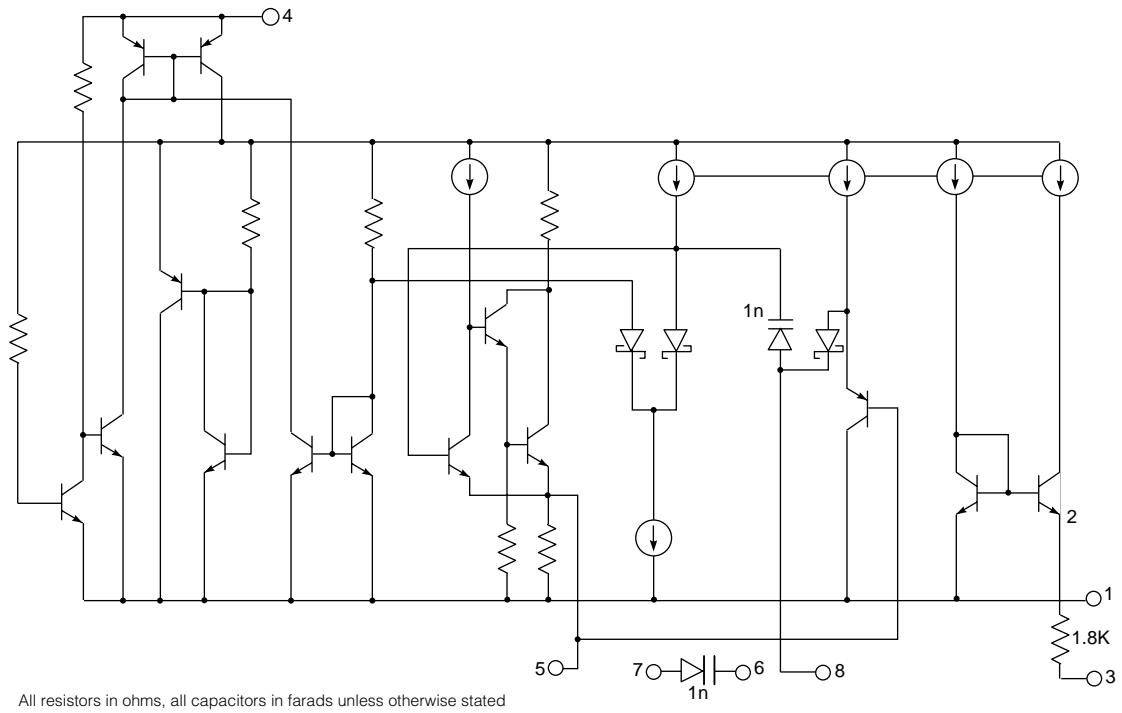 4
1n
2
1
1.8K
5
7
6
8
3
1n
All resistors in ohms, all capacitors in farads unless otherwise stated